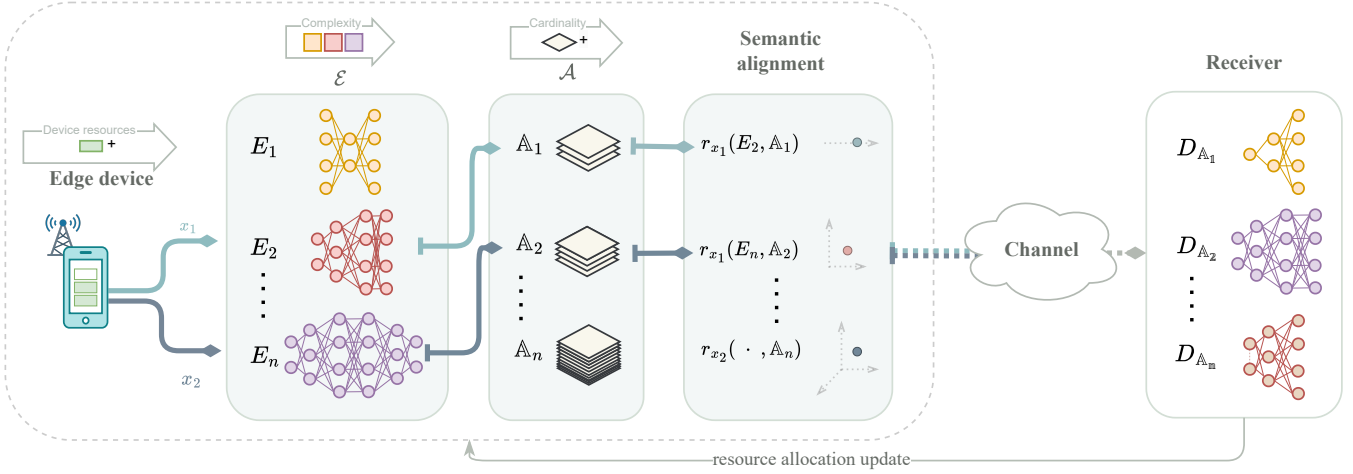 Complexity
ℰ
Cardinality
+
𝒜
Semantic
alignment
Receiver
Device resources
+
Edge device
x₁
x₂
E₁
E₂
Eₙ
𝔸₁
𝔸₂
𝔸ₙ
r_{x₁}(E₂, 𝔸₁)
r_{x₁}(Eₙ, 𝔸₂)
r_{x₂}( · , 𝔸ₙ)
Channel
D_{𝔸₁}
D_{𝔸₂}
D_{𝔸ₙ}
resource allocation update